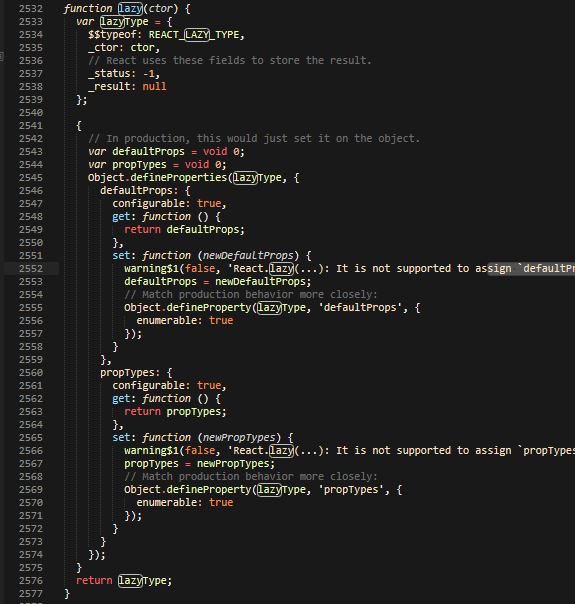 2532 function lazy(ctor) {
2533 var lazyType = {
2534 $$typeof: REACT_LAZY_TYPE,
2535 _ctor: ctor,
2536 // React uses these fields to store the result.
2537 _status: -1,
2538 _result: null
2539 };
2540
2541 {
2542 // In production, this would just set it on the object.
2543 var defaultProps = void 0;
2544 var propTypes = void 0;
2545 Object.defineProperties(lazyType, {
2546 defaultProps: {
2547 configurable: true,
2548 get: function () {
2549 return defaultProps;
2550 },
2551 set: function (newDefaultProps) {
2552 warning$1(false, 'React.lazy(...): It is not supported to assign `defaultPr
2553 defaultProps = newDefaultProps;
2554 // Match production behavior more closely:
2555 Object.defineProperty(lazyType, 'defaultProps', {
2556 enumerable: true
2557 });
2558 }
2559 },
2560 propTypes: {
2561 configurable: true,
2562 get: function () {
2563 return propTypes;
2564 },
2565 set: function (newPropTypes) {
2566 warning$1(false, 'React.lazy(...): It is not supported to assign `propTypes
2567 propTypes = newPropTypes;
2568 // Match production behavior more closely:
2569 Object.defineProperty(lazyType, 'propTypes', {
2570 enumerable: true
2571 });
2572 }
2573 }
2574 });
2575 }
2576 return lazyType;
2577 }